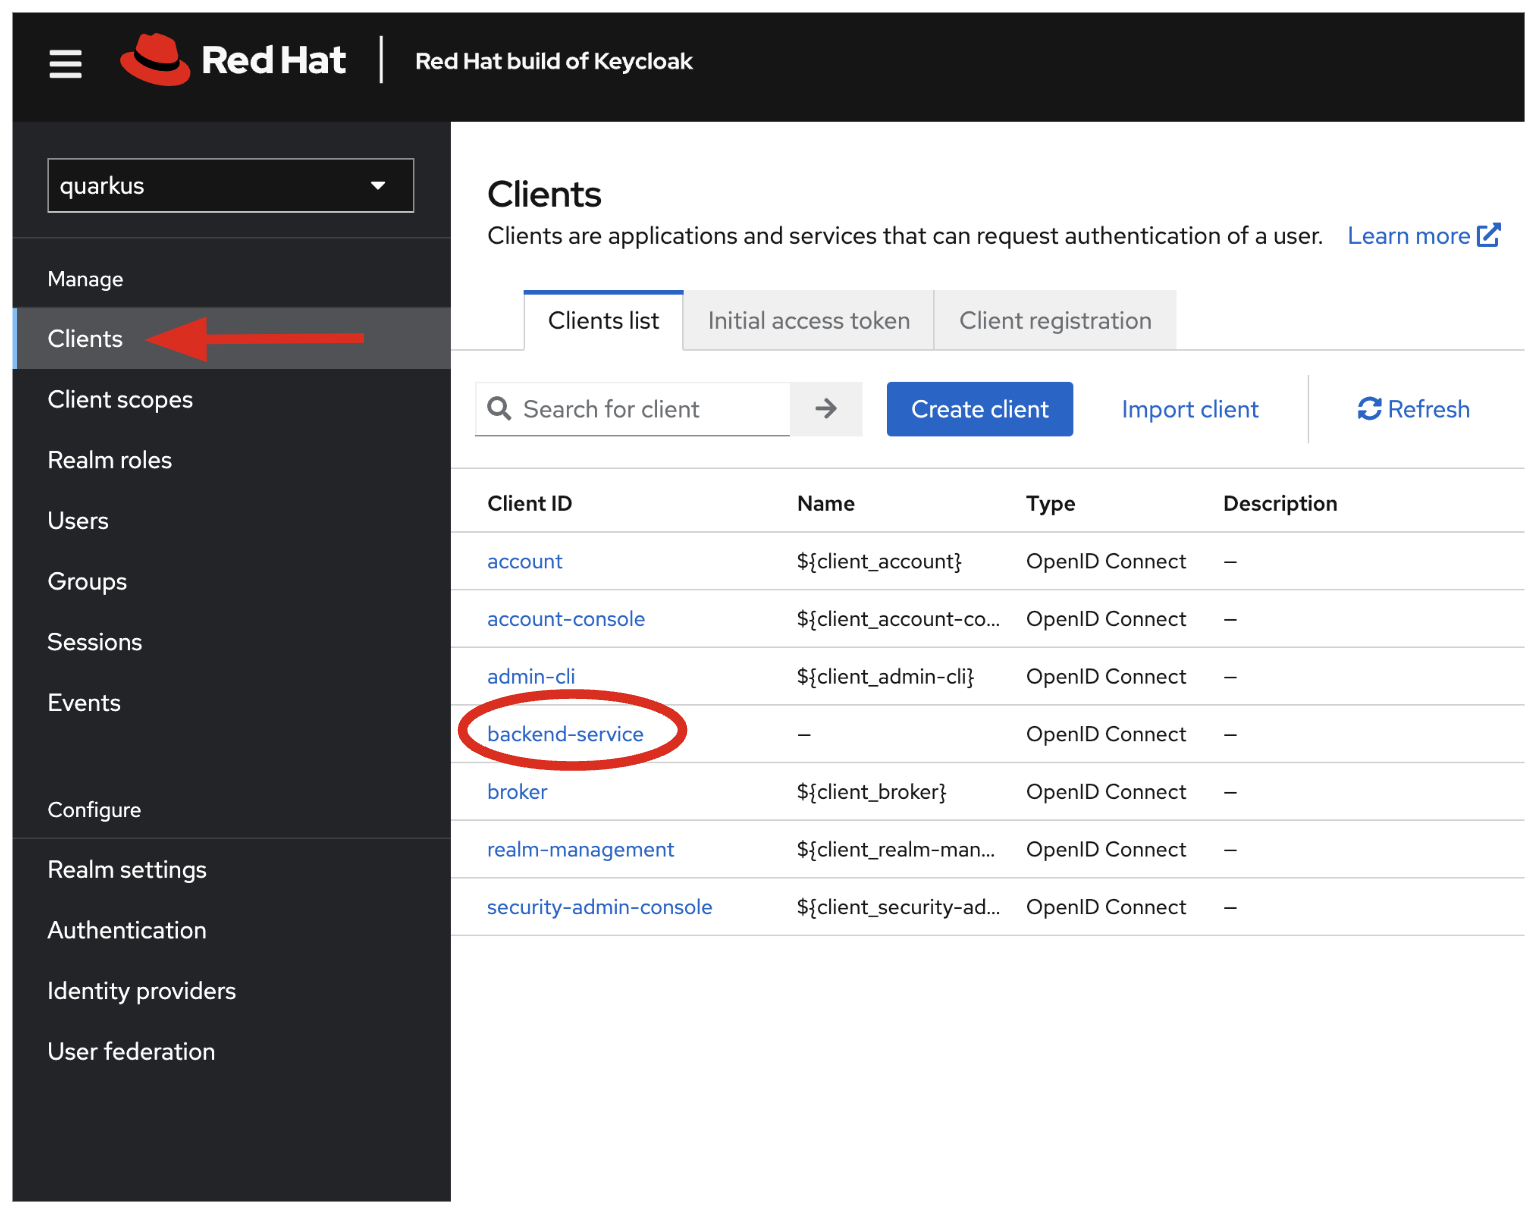 Red Hat
Red Hat build of Keycloak
quarkus
Manage
Clients
Client scopes
Realm roles
Users
Groups
Sessions
Events
Configure
Realm settings
Authentication
Identity providers
User federation
Clients
Clients are applications and services that can request authentication of a user. Learn more
Clients list Initial access token Client registration
Search for client Create client Import client Refresh
Client ID Name Type Description
account ${client_account} OpenID Connect –
account-console ${client_account-co... OpenID Connect –
admin-cli ${client_admin-cli} OpenID Connect –
backend-service – OpenID Connect –
broker ${client_broker} OpenID Connect –
realm-management ${client_realm-man... OpenID Connect –
security-admin-console ${client_security-ad... OpenID Connect –